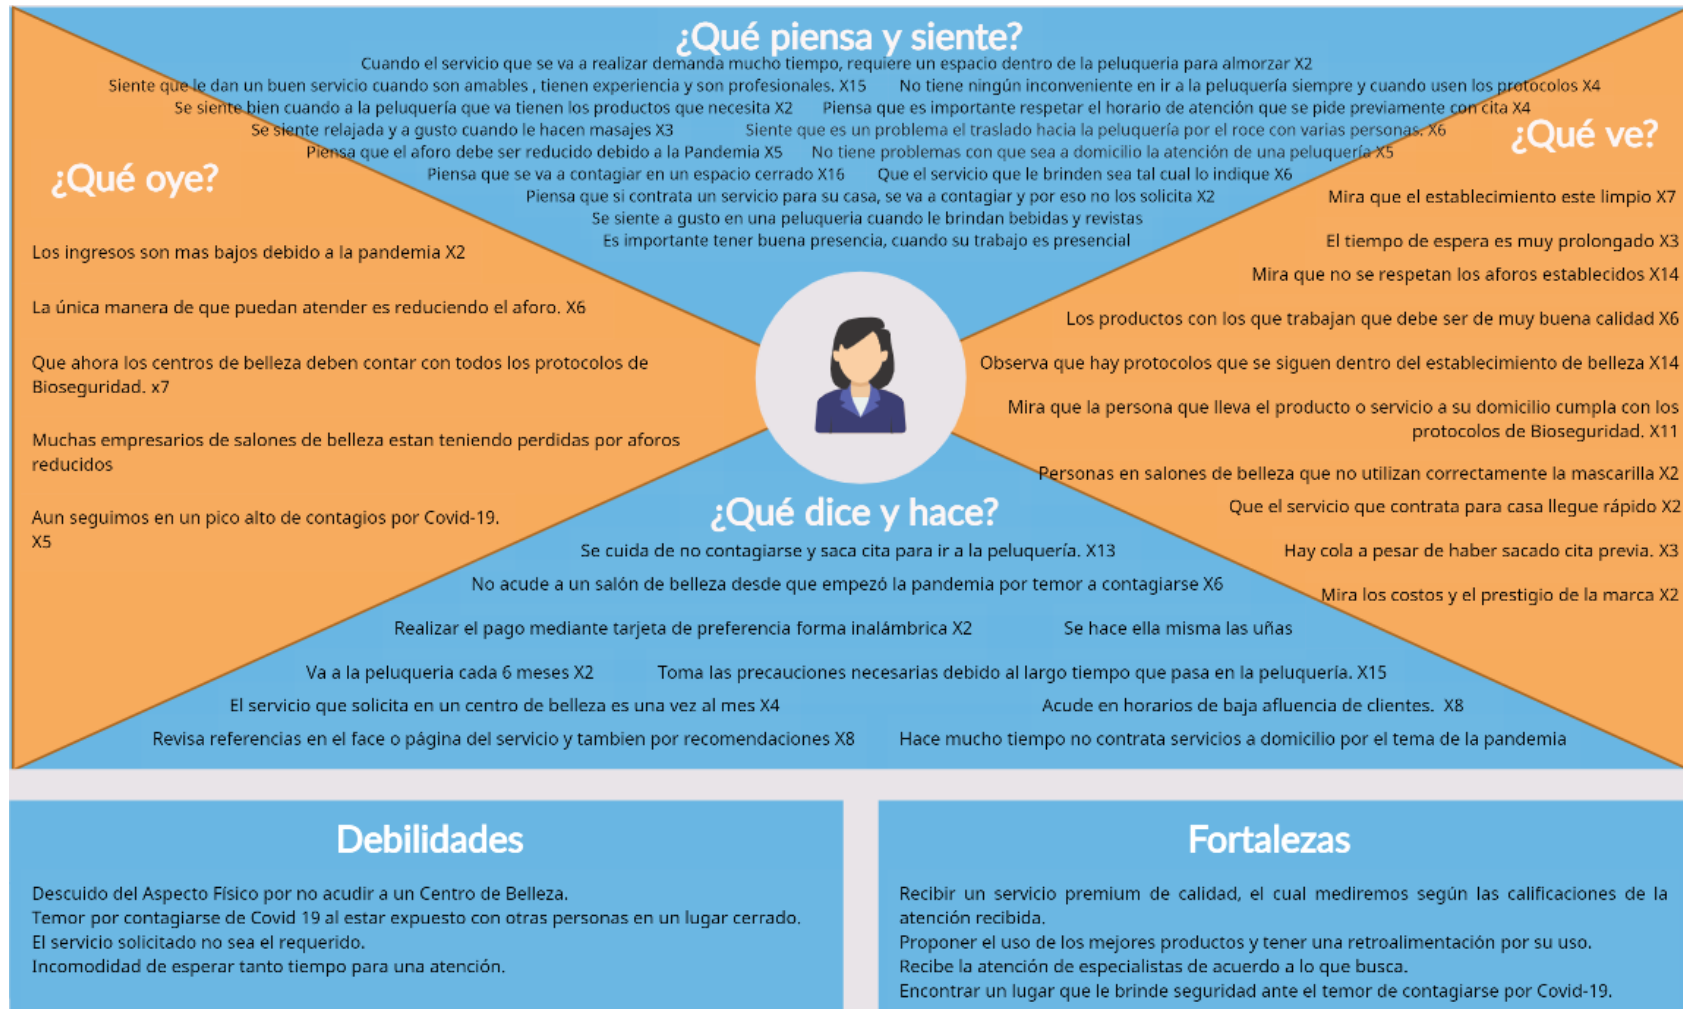 ¿Qué piensa y siente?
Cuando el servicio que se va a realizar demanda mucho tiempo, requiere un espacio dentro de la peluqueria para almorzar X2
Siente que le dan un buen servicio cuando son amables , tienen experiencia y son profesionales. X15 No tiene ningún inconveniente en ir a la peluquería siempre y cuando usen los protocolos X4
Se siente bien cuando a la peluquería que va tienen los productos que necesita X2 Piensa que es importante respetar el horario de atención que se pide previamente con cita X4
Se siente relajada y a gusto cuando le hacen masajes X3 Siente que es un problema el traslado hacia la peluquería por el roce con varias personas. X6
Piensa que el aforo debe ser reducido debido a la Pandemia X5 No tiene problemas con que sea a domicilio la atención de una peluquería X5
Piensa que se va a contagiar en un espacio cerrado X16 Que el servicio que le brinden sea tal cual lo indique X6
Piensa que si contrata un servicio para su casa, se va a contagiar y por eso no los solicita X2
Se siente a gusto en una peluqueria cuando le brindan bebidas y revistas
Es importante tener buena presencia, cuando su trabajo es presencial
¿Qué oye?
Los ingresos son mas bajos debido a la pandemia X2
La única manera de que puedan atender es reduciendo el aforo. X6
Que ahora los centros de belleza deben contar con todos los protocolos de
Bioseguridad. x7
Muchas empresarios de salones de belleza estan teniendo perdidas por aforos
reducidos
Aun seguimos en un pico alto de contagios por Covid-19.
X5
¿Qué ve?
Mira que el establecimiento este limpio X7
El tiempo de espera es muy prolongado X3
Mira que no se respetan los aforos establecidos X14
Los productos con los que trabajan que debe ser de muy buena calidad X6
Observa que hay protocolos que se siguen dentro del establecimiento de belleza X14
Mira que la persona que lleva el producto o servicio a su domicilio cumpla con los
protocolos de Bioseguridad. X11
Personas en salones de belleza que no utilizan correctamente la mascarilla X2
Que el servicio que contrata para casa llegue rápido X2
Hay cola a pesar de haber sacado cita previa. X3
Mira los costos y el prestigio de la marca X2
¿Qué dice y hace?
Se cuida de no contagiarse y saca cita para ir a la peluquería. X13
No acude a un salón de belleza desde que empezó la pandemia por temor a contagiarse X6
Realizar el pago mediante tarjeta de preferencia forma inalámbrica X2 Se hace ella misma las uñas
Va a la peluqueria cada 6 meses X2 Toma las precauciones necesarias debido al largo tiempo que pasa en la peluquería. X15
El servicio que solicita en un centro de belleza es una vez al mes X4 Acude en horarios de baja afluencia de clientes. X8
Revisa referencias en el face o página del servicio y tambien por recomendaciones X8 Hace mucho tiempo no contrata servicios a domicilio por el tema de la pandemia
Debilidades
Descuido del Aspecto Físico por no acudir a un Centro de Belleza.
Temor por contagiarse de Covid 19 al estar expuesto con otras personas en un lugar cerrado.
El servicio solicitado no sea el requerido.
Incomodidad de esperar tanto tiempo para una atención.
Fortalezas
Recibir un servicio premium de calidad, el cual mediremos según las calificaciones de la
atención recibida.
Proponer el uso de los mejores productos y tener una retroalimentación por su uso.
Recibe la atención de especialistas de acuerdo a lo que busca.
Encontrar un lugar que le brinde seguridad ante el temor de contagiarse por Covid-19.